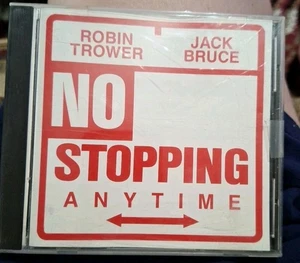 ROBIN TROWER
JACK BRUCE
NO
STOPPING
ANYTIME